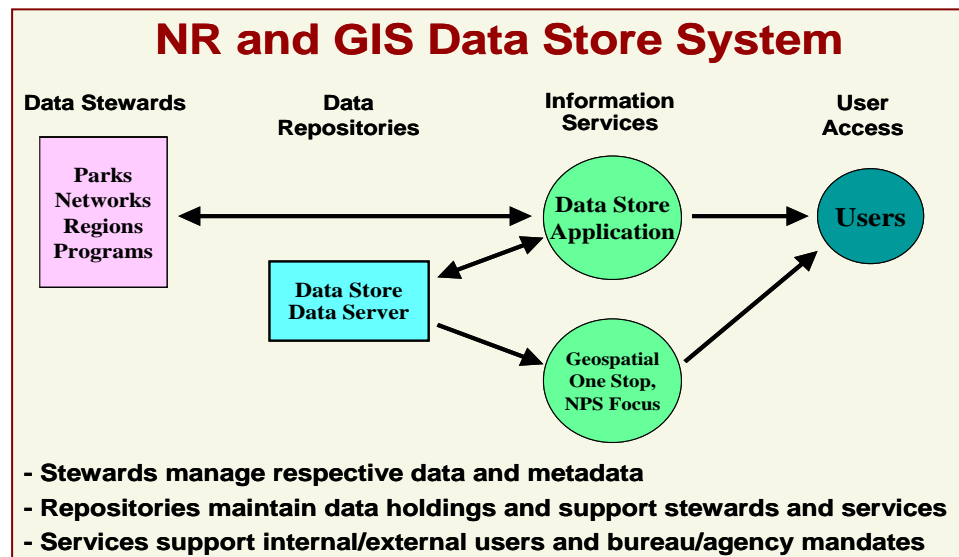 NR and GIS Data Store System
Data Stewards
Data
Repositories
Information
Services
User
Access
Parks
Networks
Regions
Programs
Data Store
Application
Users
Data Store
Data Server
Geospatial
One Stop,
NPS Focus
- Stewards manage respective data and metadata
- Repositories maintain data holdings and support stewards and services
- Services support internal/external users and bureau/agency mandates